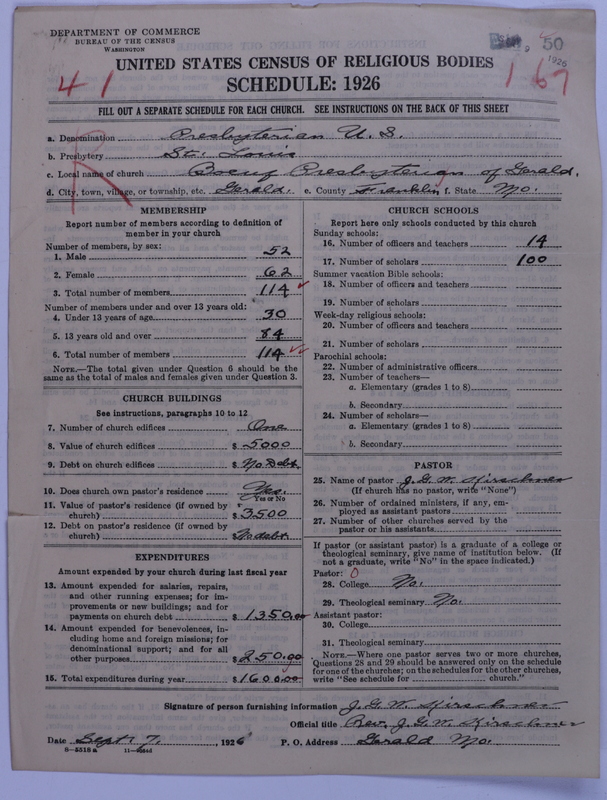 DEPARTMENT OF COMMERCE
BUREAU OF THE CENSUS
WASHINGTON
50
1926
UNITED STATES CENSUS OF RELIGIOUS BODIES
41
SCHEDULE: 1926
167
FILL OUT A SEPARATE SCHEDULE FOR EACH CHURCH. SEE INSTRUCTIONS ON THE BACK OF THIS SHEET
R
a. Denomination Presbyterian U. S.
b. Presbytery St. Louis
c. Local name of church Boeuf Presbyterian of Gerald.
d. City, town, village, or township, etc. Gerald. e. County Franklin f. State Mo.
MEMBERSHIP
Report number of members according to definition of member in your church
Number of members, by sex:
1. Male 52
2. Female 62
3. Total number of members 114
Number of members under and over 13 years old:
4. Under 13 years of age 30
5. 13 years old and over 84
6. Total number of members 114
NOTE.—The total given under Question 6 should be
same as the total of males and females given under Question 3.
CHURCH BUILDINGS
See instructions, paragraphs 10 to 12
7. Number of church edifices One
8. Value of church edifices $ 5000
9. Debt on church edifices $ No Debt
10. Does church own pastor's residence Yes.
Yes or No
11. Value of pastor's residence (if owned by
church) $ 3500
12. Debt on pastor's residence (if owned by
church) $ No debt
EXPENDITURES
Amount expended by your church during last fiscal year
13. Amount expended for salaries, repairs,
and other running expenses; for im-
provements or new buildings; and for
payments on church debt $ 1350.00
14. Amount expended for benevolences, in-
cluding home and foreign missions; for
denominational support; and for all
other purposes $ 250.00
15. Total expenditures during year $ 1600.00
CHURCH SCHOOLS
Report here only schools conducted by this church
Sunday schools:
16. Number of officers and teachers 14
17. Number of scholars 100
Summer vacation Bible schools:
18. Number of officers and teachers
19. Number of scholars
Week-day religious schools:
20. Number of officers and teachers
21. Number of scholars
Parochial schools:
22. Number of administrative officers
23. Number of teachers—
a. Elementary (grades 1 to 8)
b. Secondary
24. Number of scholars—
a. Elementary (grades 1 to 8)
b. Secondary
PASTOR
25. Name of pastor J. G. W. Kirschner
(If church has no pastor, write "None")
26. Number of ordained ministers, if any, em-
ployed as assistant pastors
27. Number of other churches served by the
pastor or his assistants
If pastor (or assistant pastor) is a graduate of a college or
theological seminary, give name of institution below. (If
not a graduate, write "No" in the space indicated.)
Pastor: 0
28. College No.
29. Theological seminary No.
Assistant pastor:
30. College
31. Theological seminary
NOTE.—Where one pastor serves two or more churches,
Questions 28 and 29 should be answered only on the schedule
for one of the churches; on the schedules for the other churches,
write "See schedule for church."
Signature of person furnishing information J. G. W. Kirschner
Official title Rev. J. G. W. Kirschner
Date Sept. 7, 1926 P. O. Address Gerald Mo.
8-5518 a